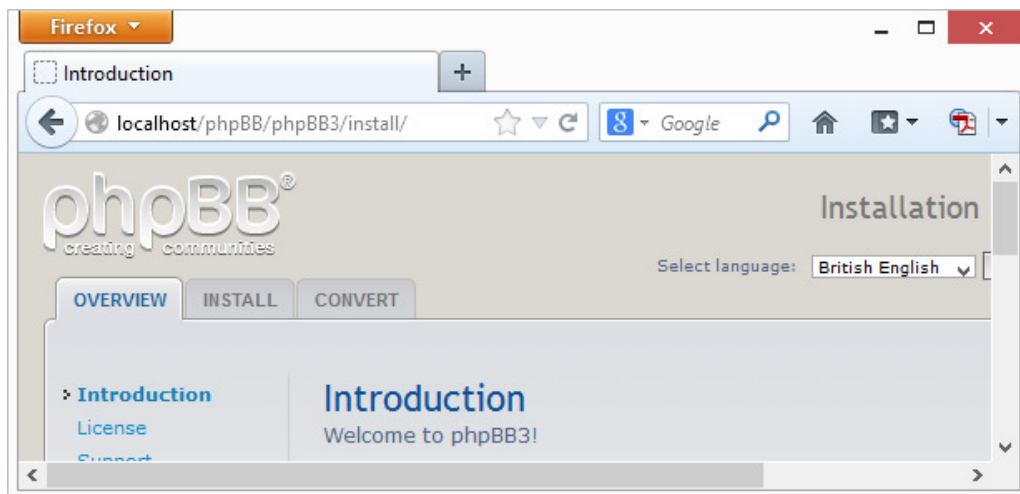 Firefox
Introduction
localhost/phpBB/phpBB3/install/
Google
phpBB®
creating communities
Installation
Select language: British English
OVERVIEW INSTALL CONVERT
Introduction
License
Support
Introduction
Welcome to phpBB3!